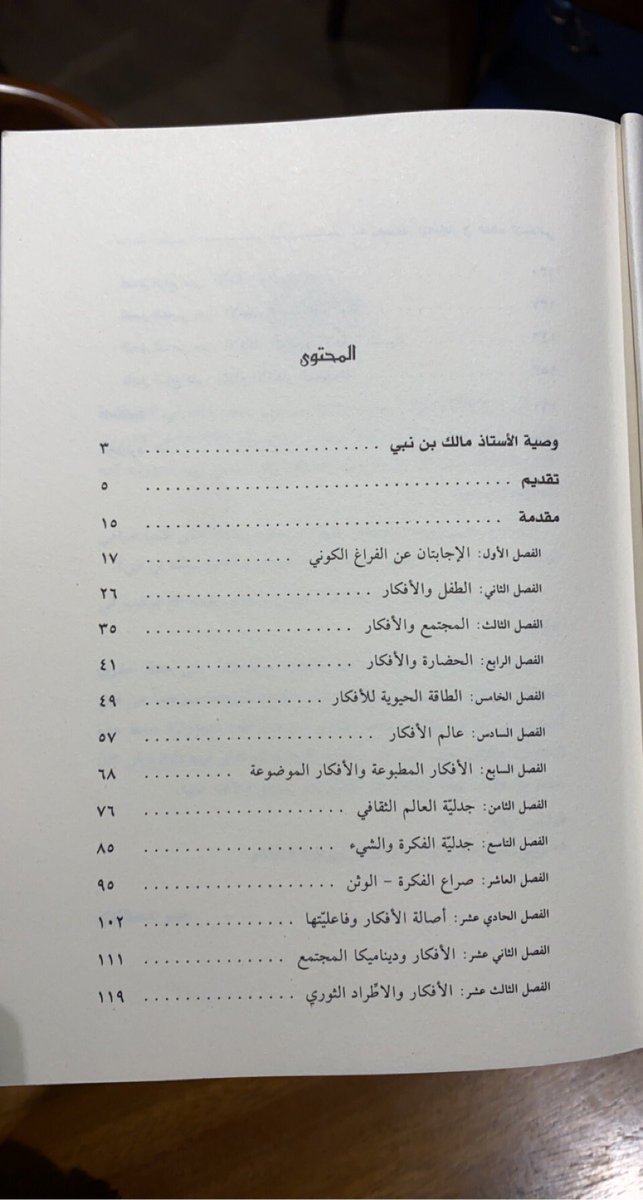 المحتوى
وصية الأستاذ مالك بن نبي . . . . . . . . . . . . . . . . . . . . . . . . ٣
تقديم . . . . . . . . . . . . . . . . . . . . . . . . . . . . . . . . . . . . . . ٥
مقدمة . . . . . . . . . . . . . . . . . . . . . . . . . . . . . . . . . . . . ١٥
الفصل الأول: الإجابتان عن الفراغ الكوني . . . . . . . . . . . . . . . ١٧
الفصل الثاني: الطفل والأفكار . . . . . . . . . . . . . . . . . . . . . . . ٢٦
الفصل الثالث: المجتمع والأفكار . . . . . . . . . . . . . . . . . . . . . ٣٥
الفصل الرابع: الحضارة والأفكار . . . . . . . . . . . . . . . . . . . . . ٤١
الفصل الخامس: الطاقة الحيوية للأفكار . . . . . . . . . . . . . . . . . . ٤٩
الفصل السادس: عالم الأفكار . . . . . . . . . . . . . . . . . . . . . . . ٥٧
الفصل السابع: الأفكار المطبوعة والأفكار الموضوعة . . . . . . . . . ٦٨
الفصل الثامن: جدليّة العالم الثقافي . . . . . . . . . . . . . . . . . . . . ٧٦
الفصل التاسع: جدليّة الفكرة والشيء . . . . . . . . . . . . . . . . . . . ٨٥
الفصل العاشر: صراع الفكرة - الوثن . . . . . . . . . . . . . . . . . . . ٩٥
الفصل الحادي عشر: أصالة الأفكار وفاعليّتها . . . . . . . . . . . . . . . ١٠٢
الفصل الثاني عشر: الأفكار وديناميكا المجتمع . . . . . . . . . . . . . . ١١١
الفصل الثالث عشر: الأفكار والاطّراد الثوري . . . . . . . . . . . . . . . ١١٩